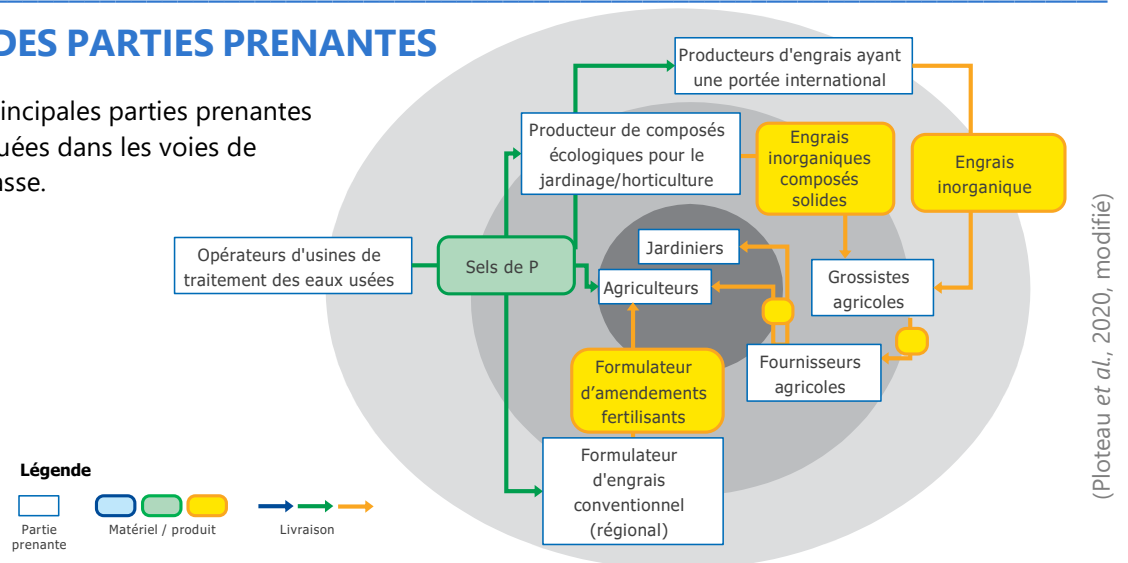 DES PARTIES PRENANTES
incipales parties prenantes
uées dans les voies de
asse.
Producteurs d'engrais ayant
une portée international
Producteur de composés
écologiques pour le
jardinage/horticulture
Engrais
inorganiques
composés
solides
Engrais
inorganique
Opérateurs d'usines de
traitement des eaux usées
Sels de P
Jardiniers
Agriculteurs
Grossistes
agricoles
Fournisseurs
agricoles
Formulateur
d'amendements
fertilisants
Formulateur
d'engrais
conventionnel
(régional)
Légende
Partie
prenante
Matériel / produit
Livraison
(Ploteau et al., 2020, modifié)